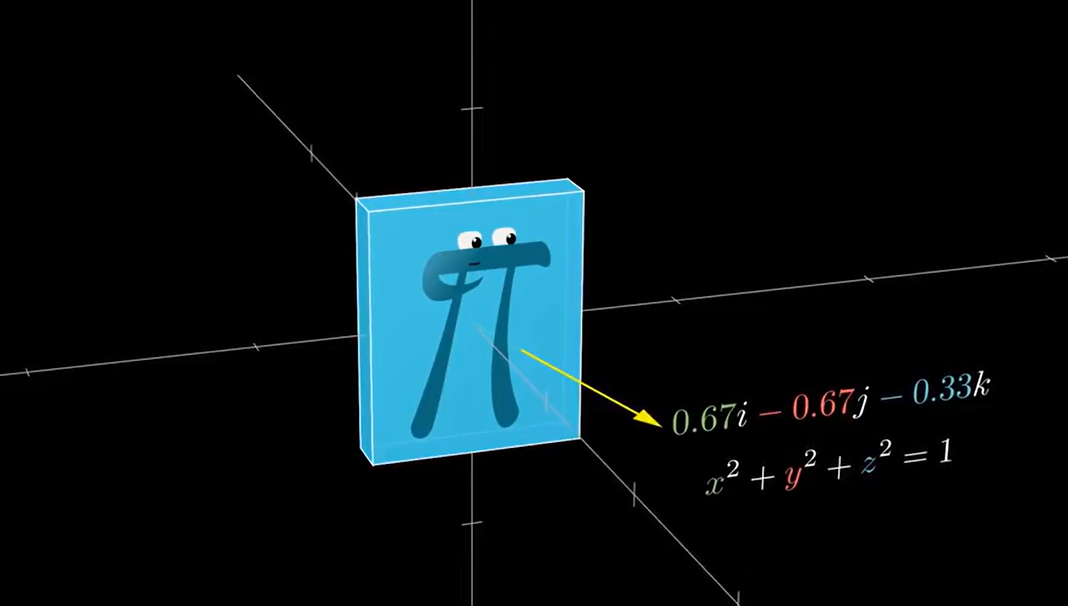 0.67i − 0.67j − 0.33k
x² + y² + z² = 1